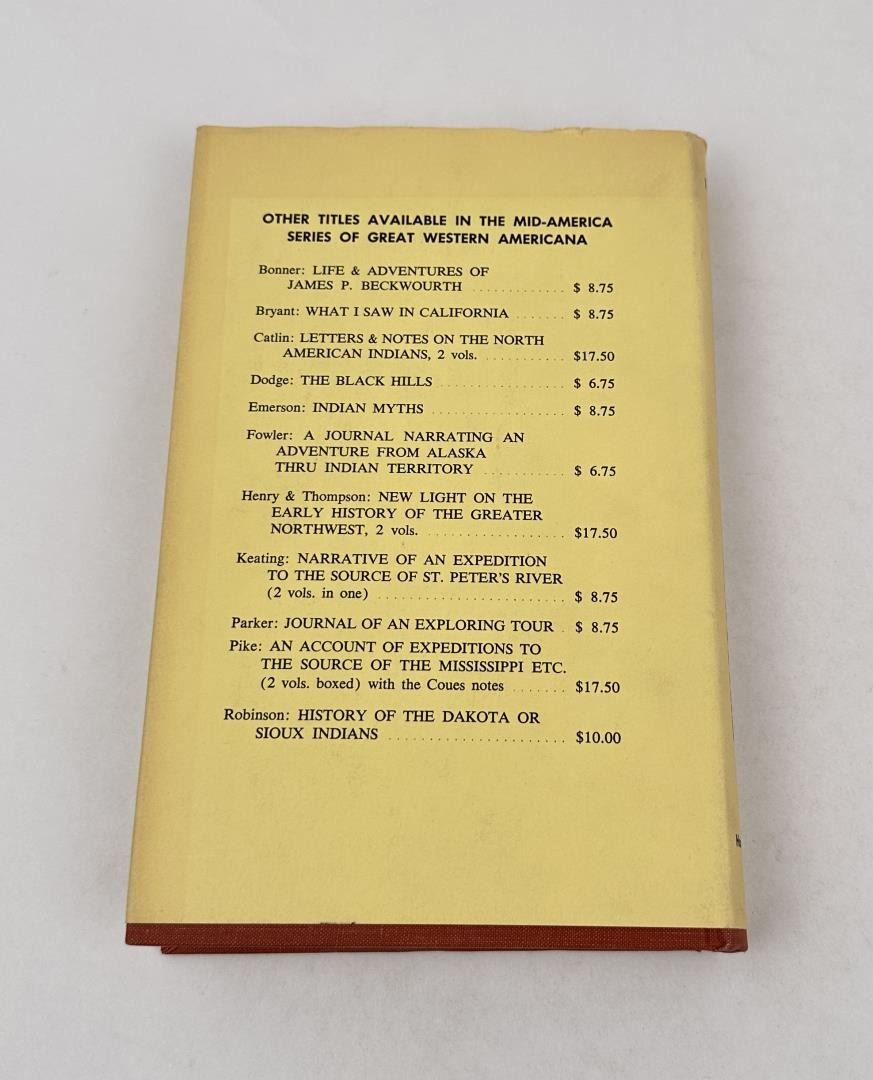 OTHER TITLES AVAILABLE IN THE MID-AMERICA
SERIES OF GREAT WESTERN AMERICANA
Bonner: LIFE & ADVENTURES OF
JAMES P. BECKWOURTH ............. $ 8.75
Bryant: WHAT I SAW IN CALIFORNIA ....... $ 8.75
Catlin: LETTERS & NOTES ON THE NORTH
AMERICAN INDIANS, 2 vols. ............ $17.50
Dodge: THE BLACK HILLS ................. $ 6.75
Emerson: INDIAN MYTHS .................. $ 8.75
Fowler: A JOURNAL NARRATING AN
ADVENTURE FROM ALASKA
THRU INDIAN TERRITORY ........... $ 6.75
Henry & Thompson: NEW LIGHT ON THE
EARLY HISTORY OF THE GREATER
NORTHWEST, 2 vols. .................. $17.50
Keating: NARRATIVE OF AN EXPEDITION
TO THE SOURCE OF ST. PETER'S RIVER
(2 vols. in one) ........................ $ 8.75
Parker: JOURNAL OF AN EXPLORING TOUR . $ 8.75
Pike: AN ACCOUNT OF EXPEDITIONS TO
THE SOURCE OF THE MISSISSIPPI ETC.
(2 vols. boxed) with the Coues notes ....... $17.50
Robinson: HISTORY OF THE DAKOTA OR
SIOUX INDIANS ....................... $10.00